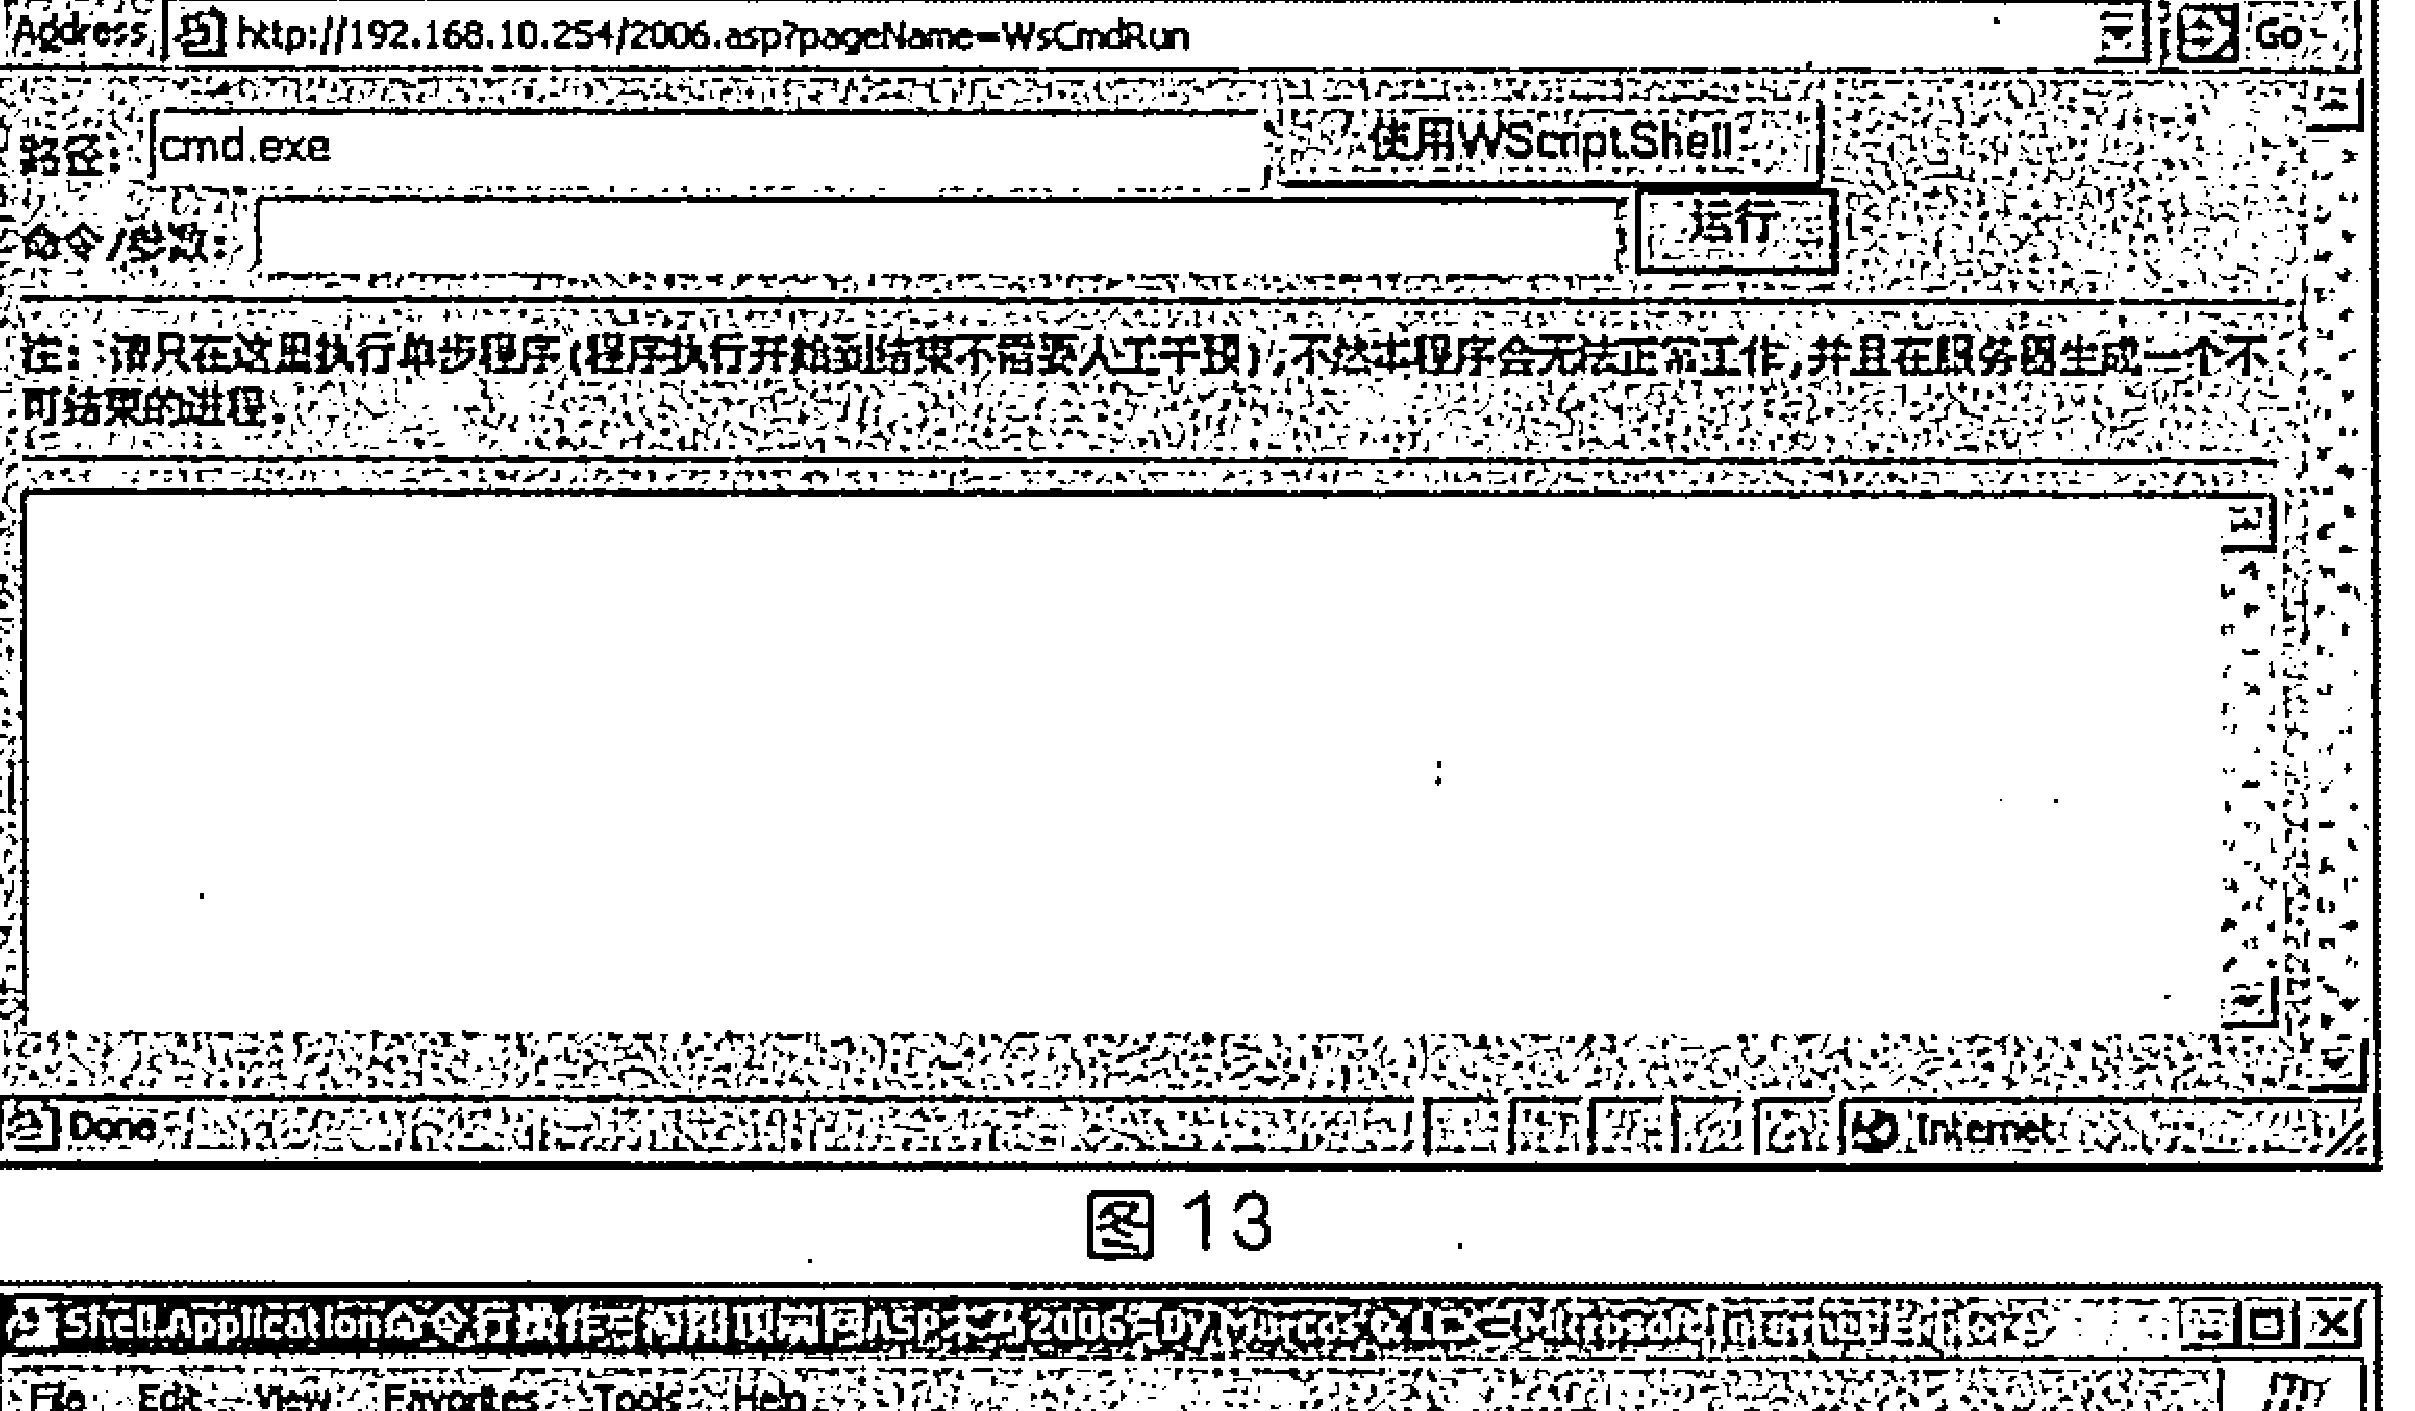 Address http://192.168.10.254/2006.asp?pageName=WsCmdRun Go
路径: cmd.exe 使用WScript.Shell
命令/参数: 运行
注: 请只在这里执行单步程序(程序执行开始到结束不需要人工干预),不然本程序会无法正常工作,并且在服务器生成一个不
可结束的进程.
Done Internet
图 13
Shell.Application命令行操作 2006 Marcos & LCX - Microsoft Internet Explorer
File Edit View Favorites Tools Help